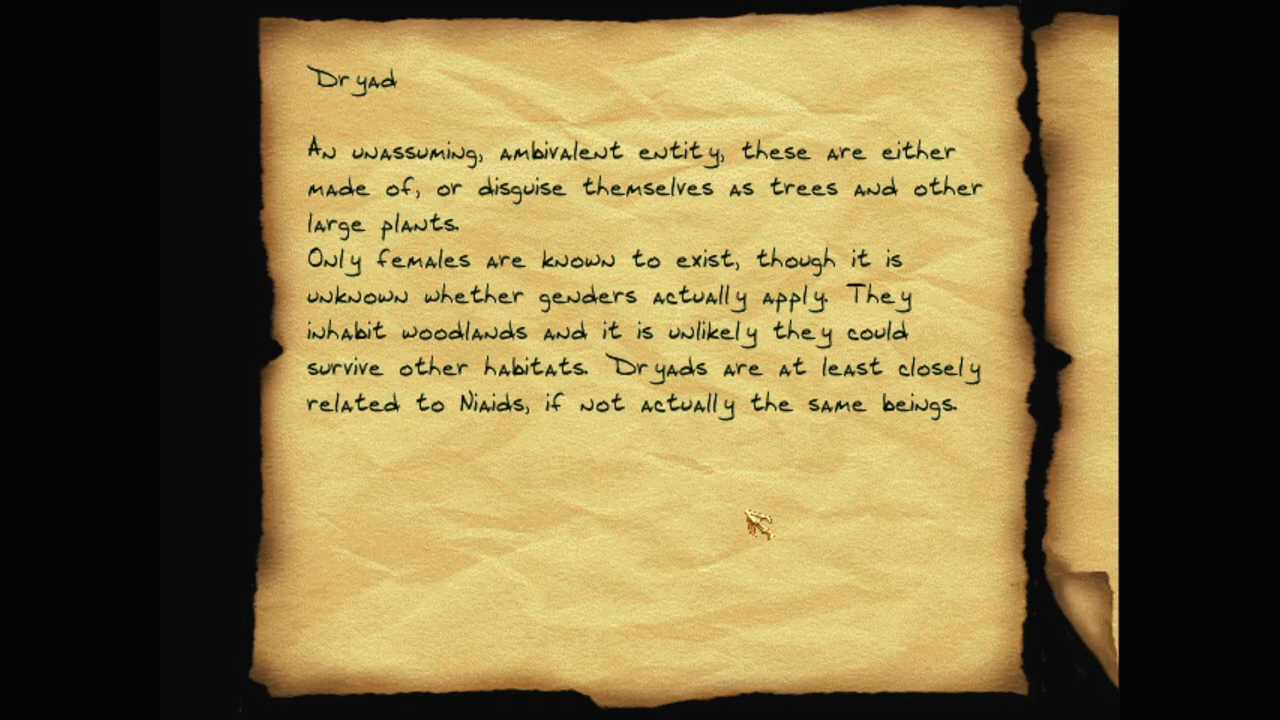 Dryad
An unassuming, ambivalent entity, these are either
made of, or disguise themselves as trees and other
large plants.
Only females are known to exist, though it is
unknown whether genders actually apply. They
inhabit woodlands and it is unlikely they could
survive other habitats. Dryads are at least closely
related to Niaids, if not actually the same beings.